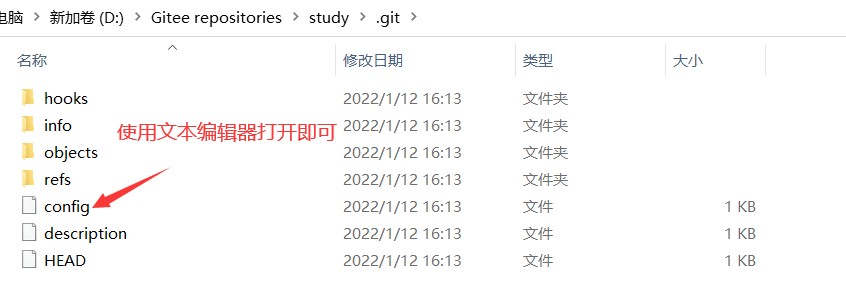 电脑 > 新加卷 (D:) > Gitee repositories > study > .git >
名称 修改日期 类型 大小
hooks 2022/1/12 16:13 文件夹
info 2022/1/12 16:13 文件夹
使用文本编辑器打开即可
objects 2022/1/12 16:13 文件夹
refs 2022/1/12 16:13 文件夹
config 2022/1/12 16:13 文件 1 KB
description 2022/1/12 16:13 文件 1 KB
HEAD 2022/1/12 16:13 文件 1 KB